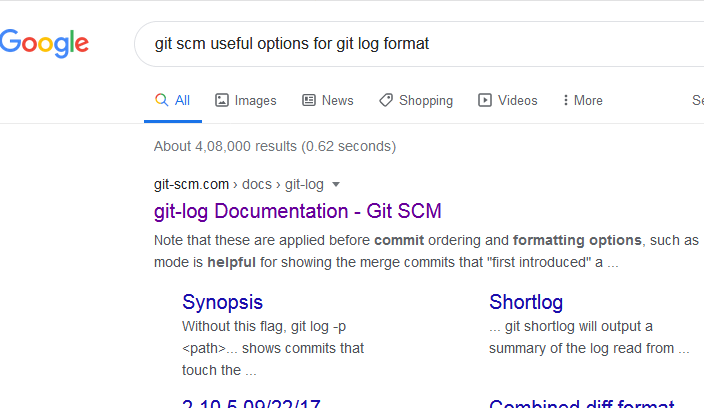 Google
git scm useful options for git log format
All Images News Shopping Videos More Se
About 4,08,000 results (0.62 seconds)
git-scm.com › docs › git-log
git-log Documentation - Git SCM
Note that these are applied before commit ordering and formatting options, such as
mode is helpful for showing the merge commits that "first introduced" a ...
Synopsis
Without this flag, git log -p
<path>... shows commits that
touch the ...
Shortlog
... git shortlog will output a
summary of the log read from ...
2.10.5 09/22/17
Combined diff format